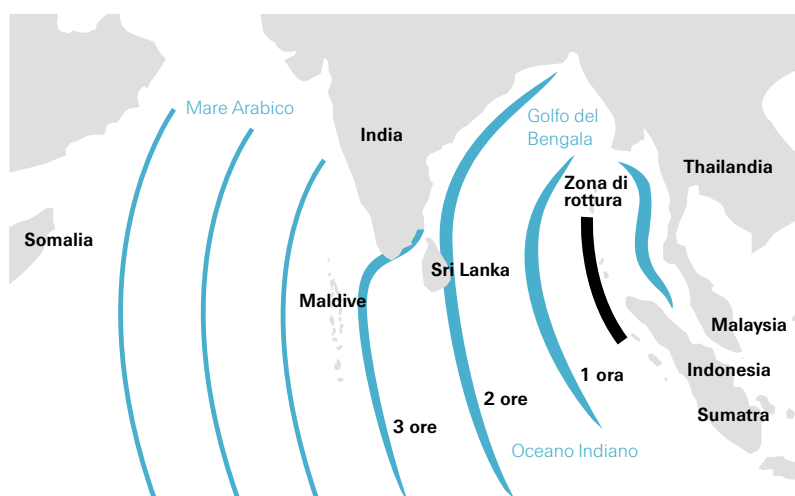 Mare Arabico
Golfo del
Bengala
India
Thailandia
Zona di
rottura
Somalia
Sri Lanka
Maldive
Malaysia
Indonesia
1 ora
2 ore
Sumatra
3 ore
Oceano Indiano